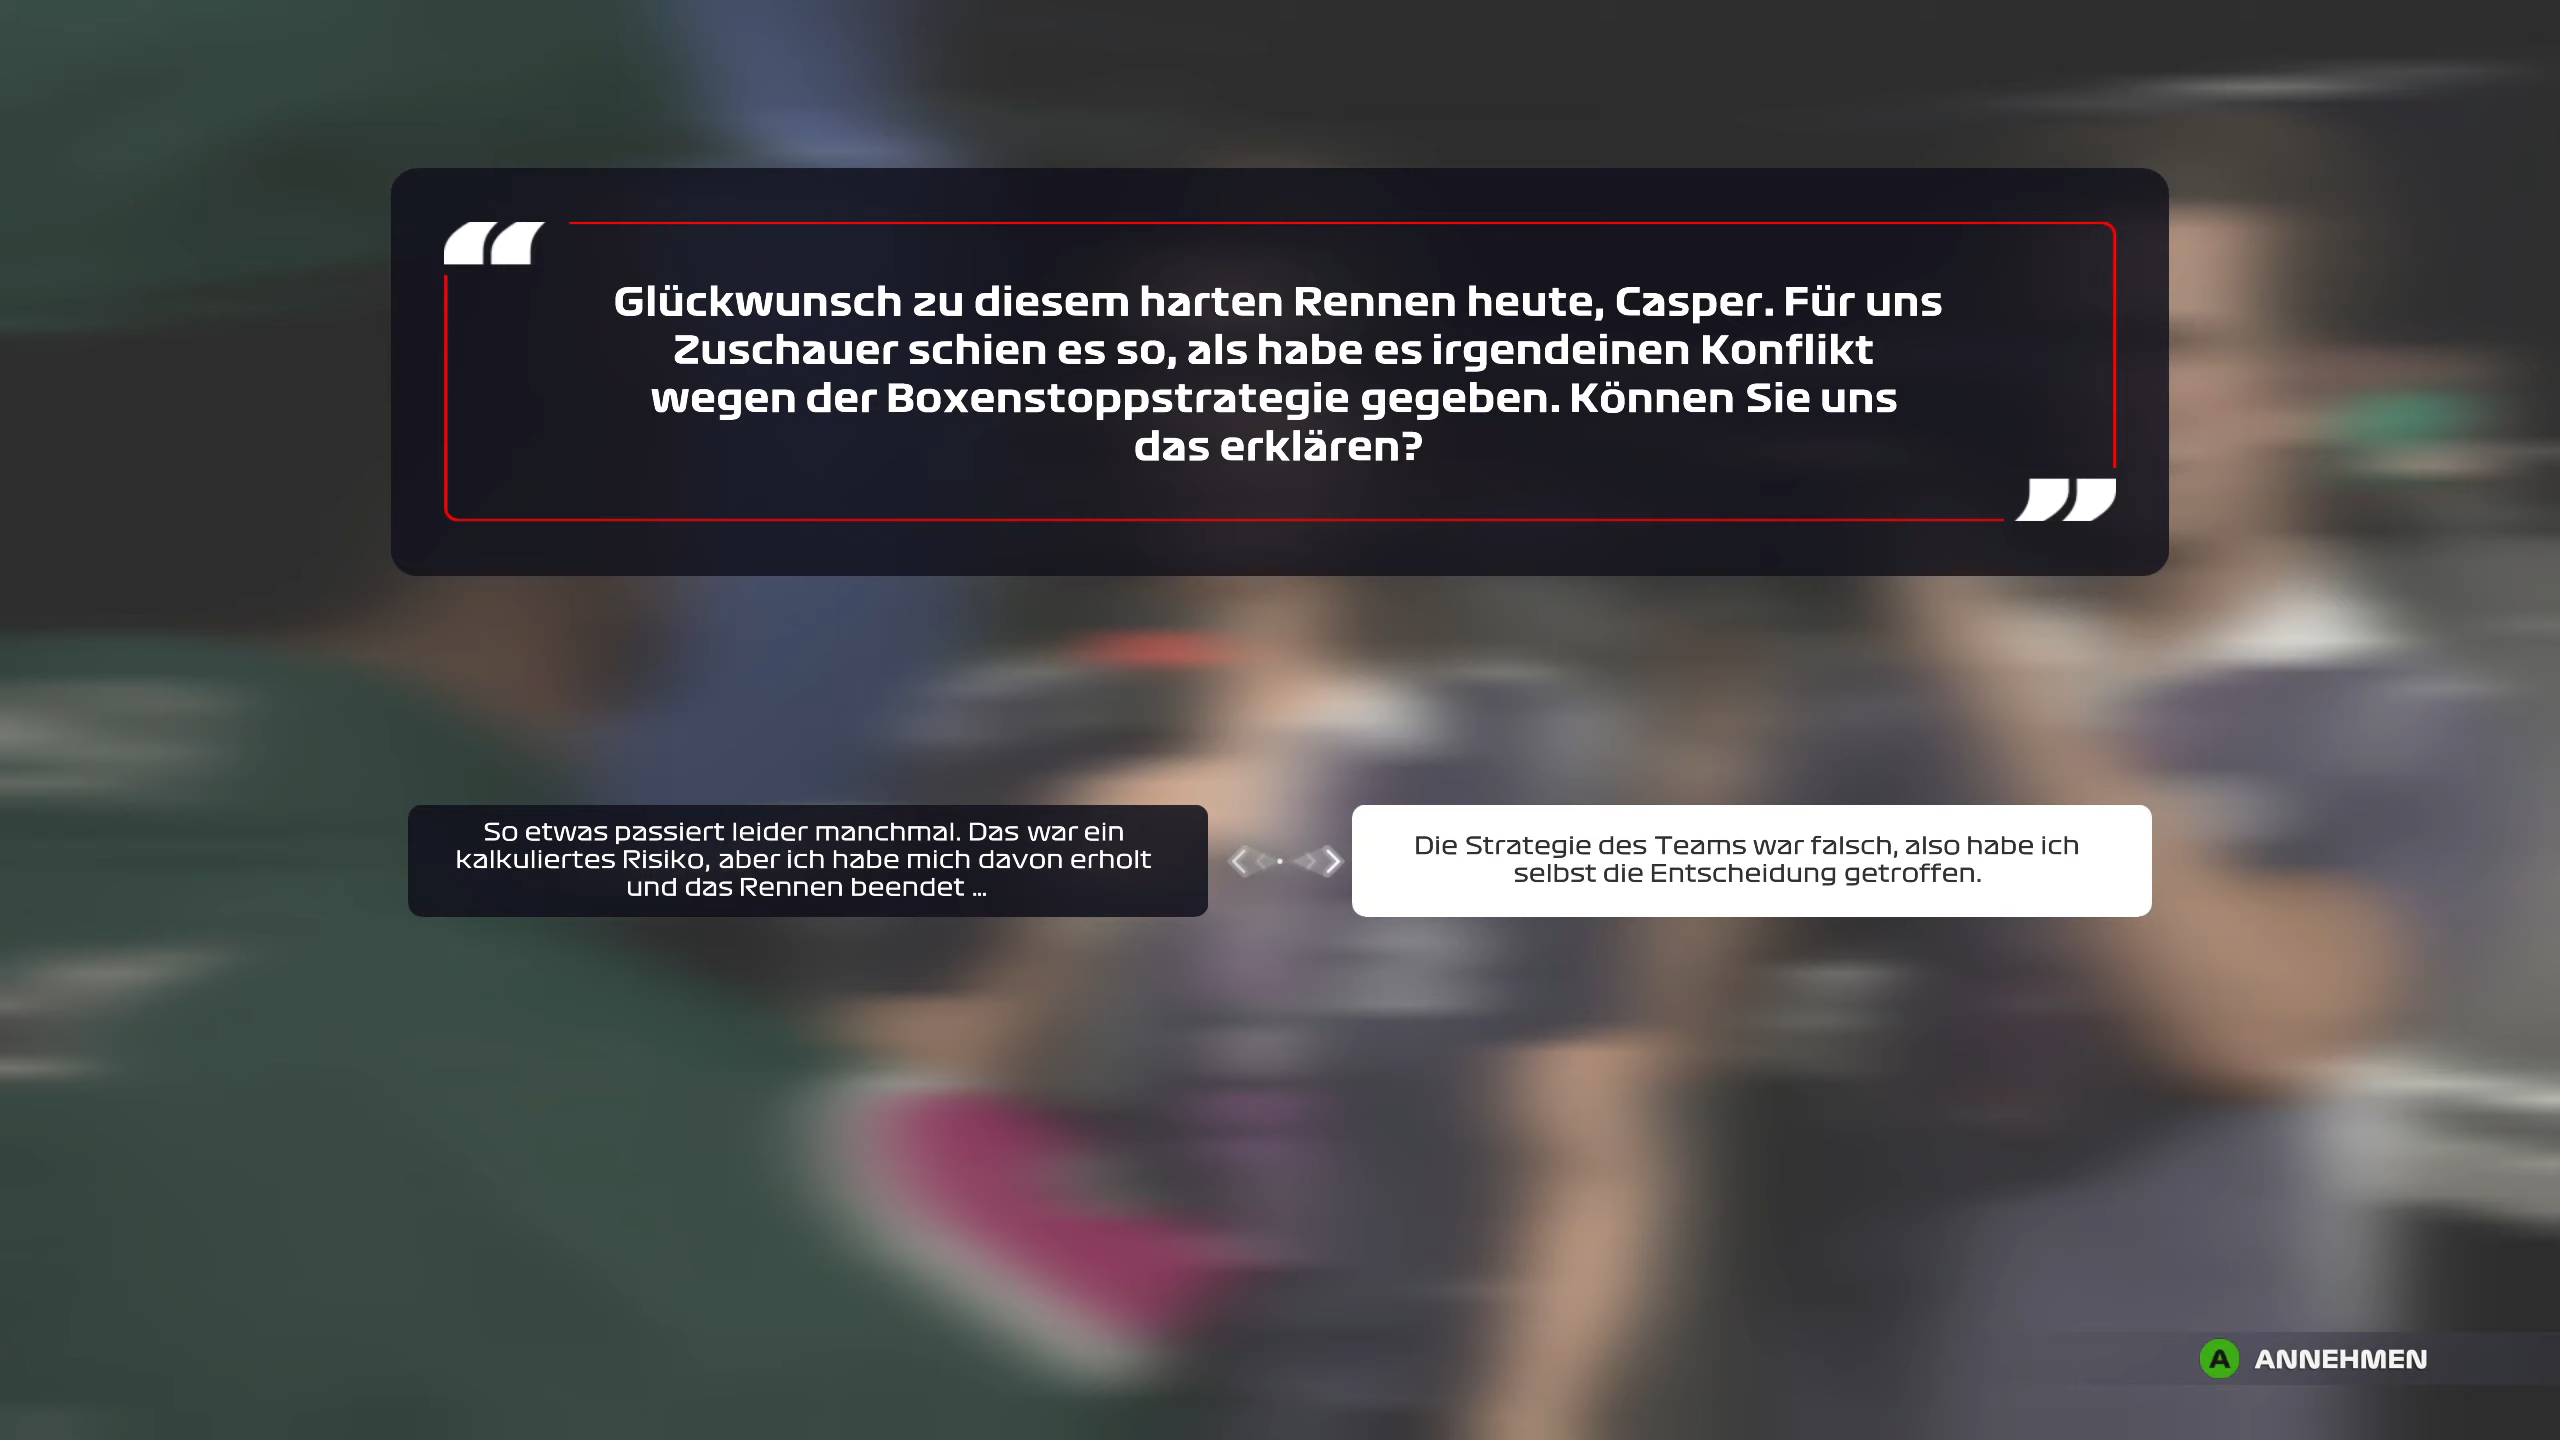 Glückwunsch zu diesem harten Rennen heute, Casper. Für uns
Zuschauer schien es so, als habe es irgendeinen Konflikt
wegen der Boxenstoppstrategie gegeben. Können Sie uns
das erklären?
So etwas passiert leider manchmal. Das war ein
kalkuliertes Risiko, aber ich habe mich davon erholt
und das Rennen beendet ...
Die Strategie des Teams war falsch, also habe ich
selbst die Entscheidung getroffen.
A ANNEHMEN